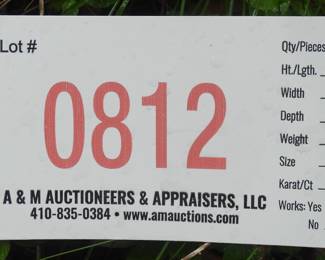 Lot #
0812
A & M AUCTIONEERS & APPRAISERS, LLC
410-835-0384 • www.amauctions.com
Qty/Pieces
Ht./Lgth.
Width
Depth
Weight
Size
Karat/Ct
Works: Yes
No